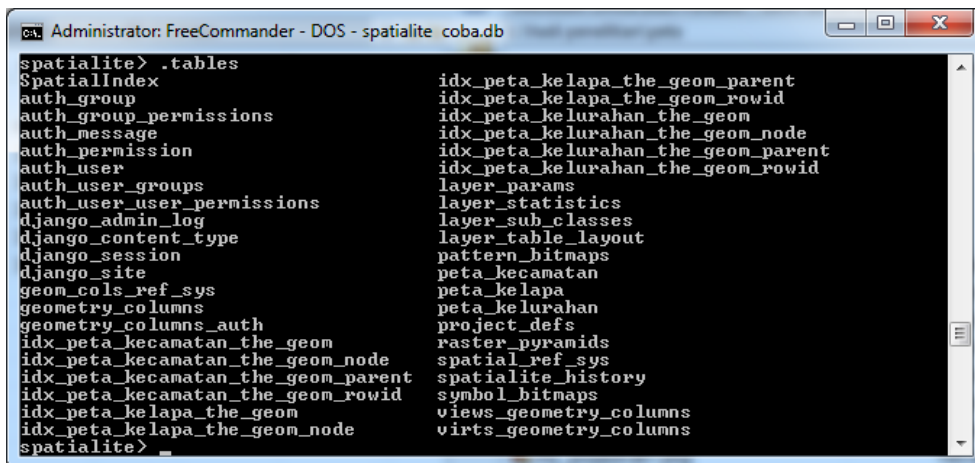 Administrator: FreeCommander - DOS - spatialite coba.db
spatialite> .tables
SpatialIndex idx_peta_kelapa_the_geom_parent
auth_group idx_peta_kelapa_the_geom_rowid
auth_group_permissions idx_peta_kelurahan_the_geom
auth_message idx_peta_kelurahan_the_geom_node
auth_permission idx_peta_kelurahan_the_geom_parent
auth_user idx_peta_kelurahan_the_geom_rowid
auth_user_groups layer_params
auth_user_user_permissions layer_statistics
django_admin_log layer_sub_classes
django_content_type layer_table_layout
django_session pattern_bitmaps
django_site peta_kecamatan
geom_cols_ref_sys peta_kelapa
geometry_columns peta_kelurahan
geometry_columns_auth project_defs
idx_peta_kecamatan_the_geom raster_pyramids
idx_peta_kecamatan_the_geom_node spatial_ref_sys
idx_peta_kecamatan_the_geom_parent spatialite_history
idx_peta_kecamatan_the_geom_rowid symbol_bitmaps
idx_peta_kelapa_the_geom views_geometry_columns
idx_peta_kelapa_the_geom_node virts_geometry_columns
spatialite> _